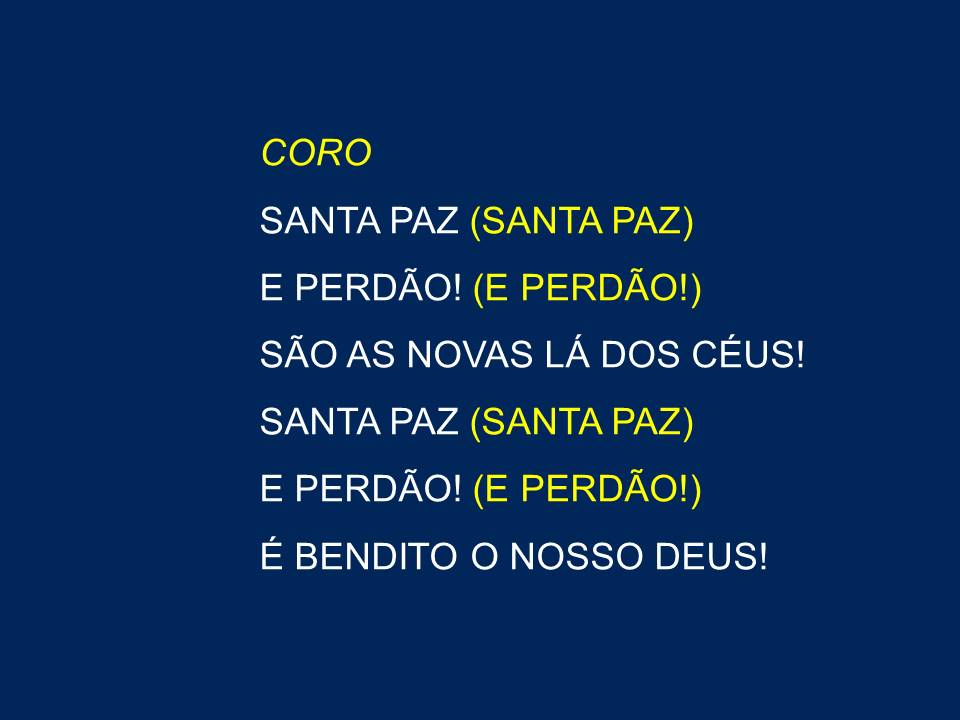 CORO
SANTA PAZ (SANTA PAZ)
E PERDÃO! (E PERDÃO!)
SÃO AS NOVAS LÁ DOS CÉUS!
SANTA PAZ (SANTA PAZ)
E PERDÃO! (E PERDÃO!)
É BENDITO O NOSSO DEUS!